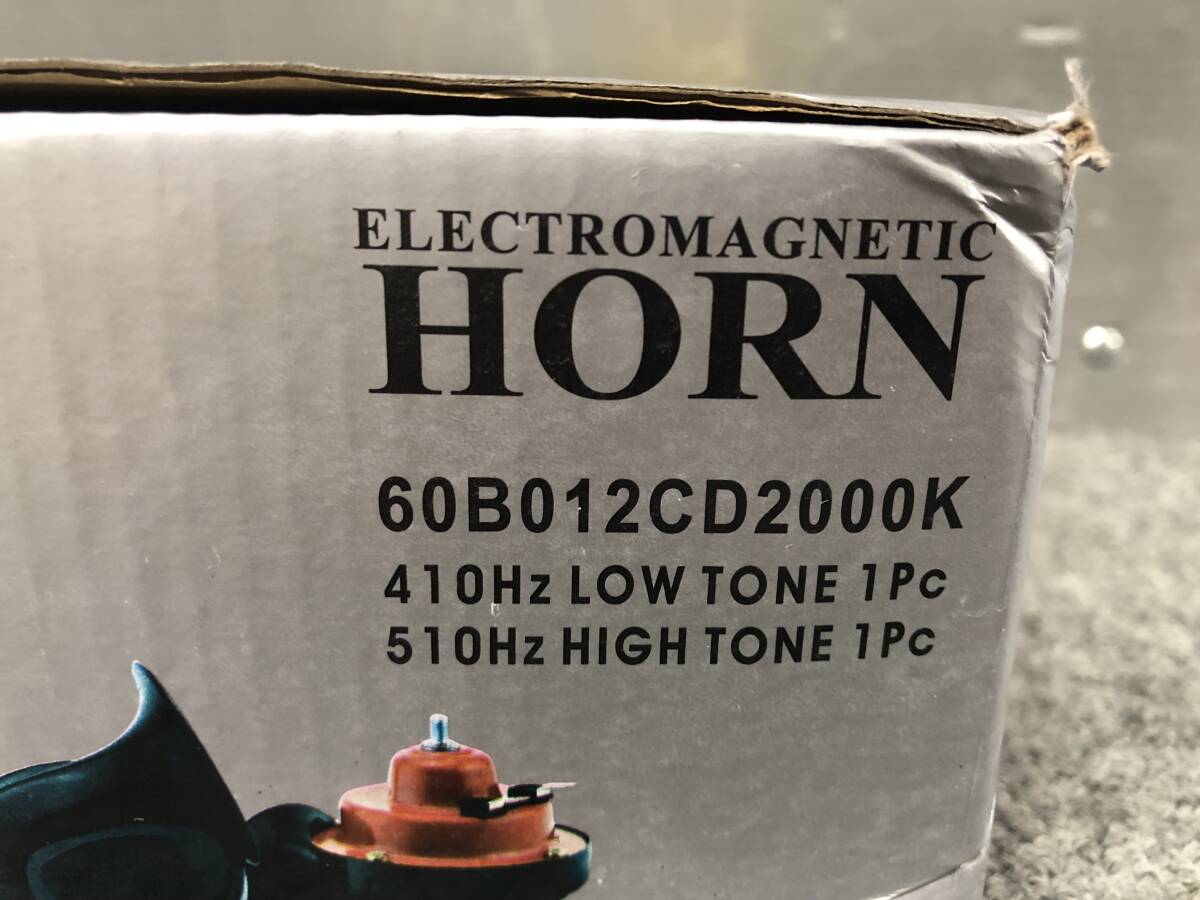 ELECTROMAGNETIC
HORN
60B012CD2000K
410Hz LOW TONE 1Pc
510Hz HIGH TONE 1Pc